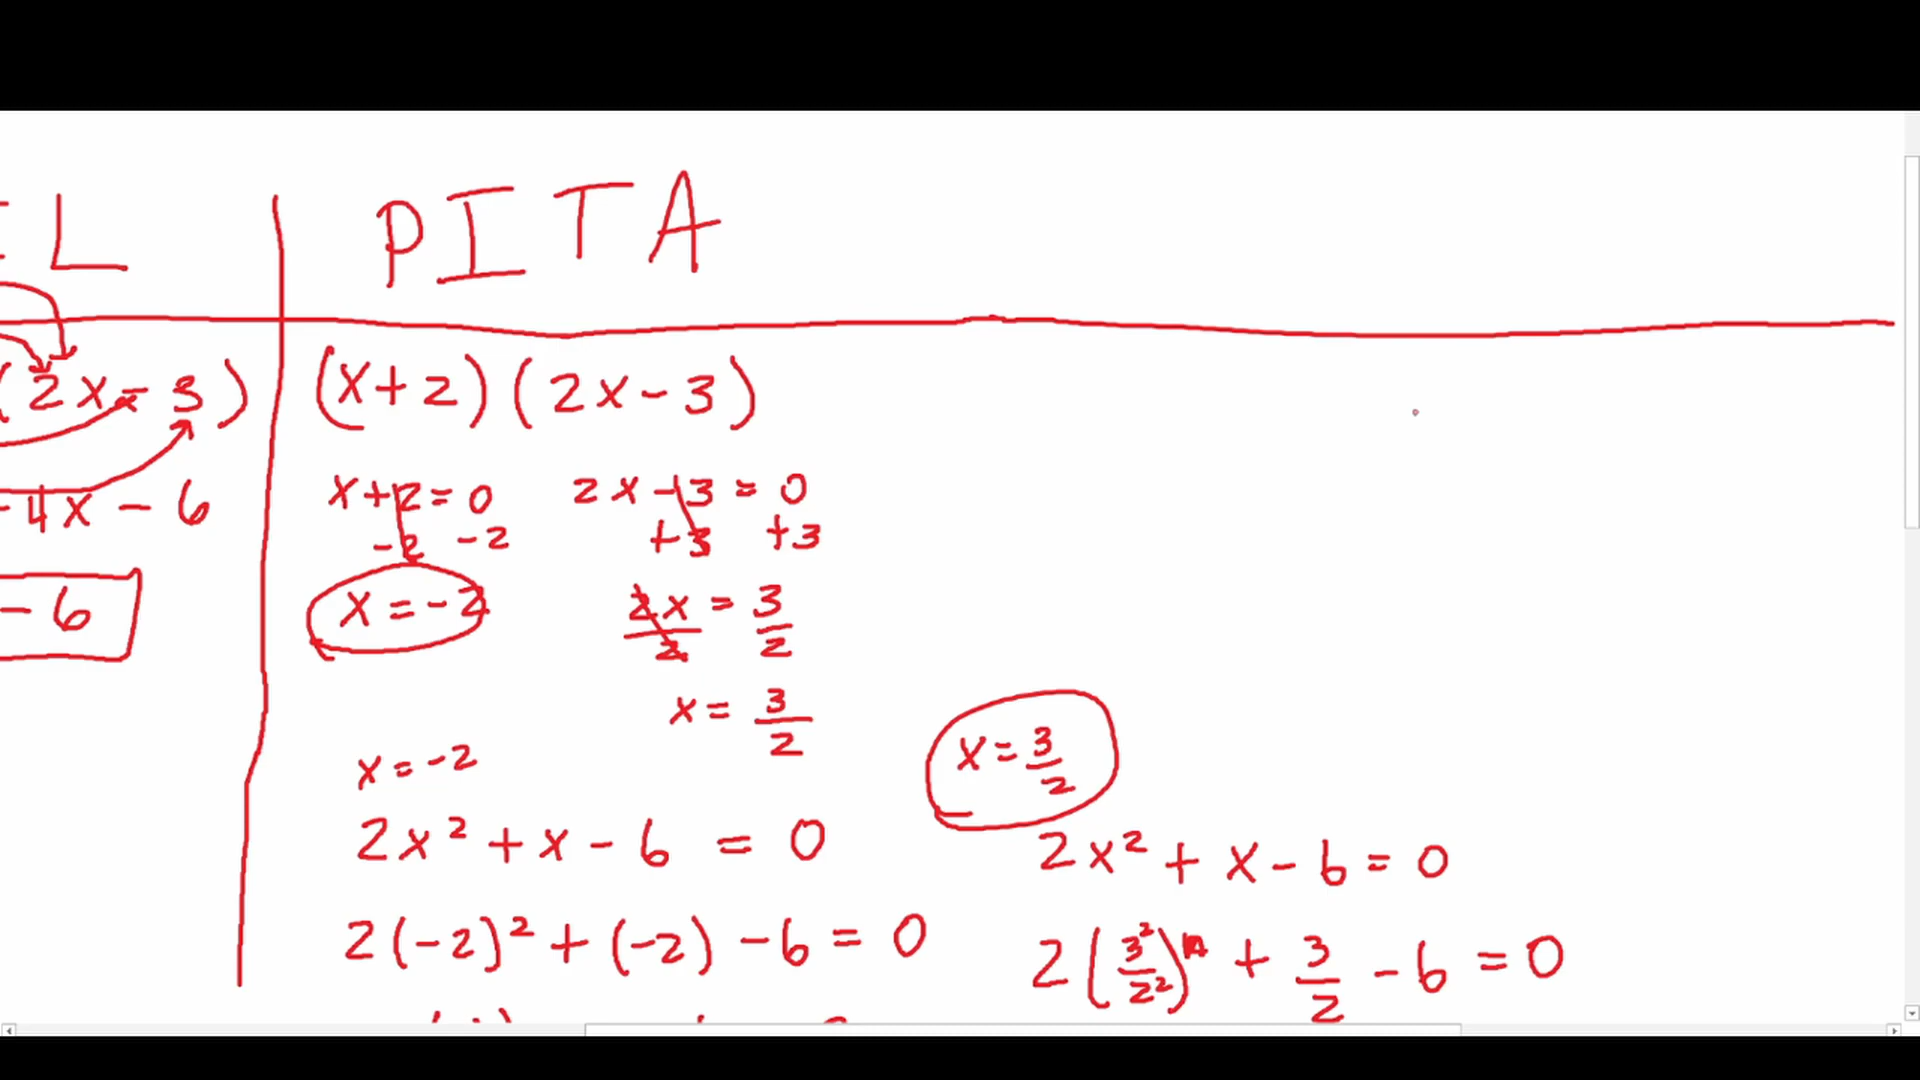 L
PITA
(2x - 3)
(x+2)(2x-3)
-4x - 6
x+2=0
2x-3=0
-2 -2
+3 +3
- 6
x=-2
2x/2 = 3/2
x = 3/2
x=-2
x=3/2
2x² + x - 6 = 0
2x² + x - 6 = 0
2(-2)² + (-2) - 6 = 0
2(3²/2²) + 3/2 - 6 = 0